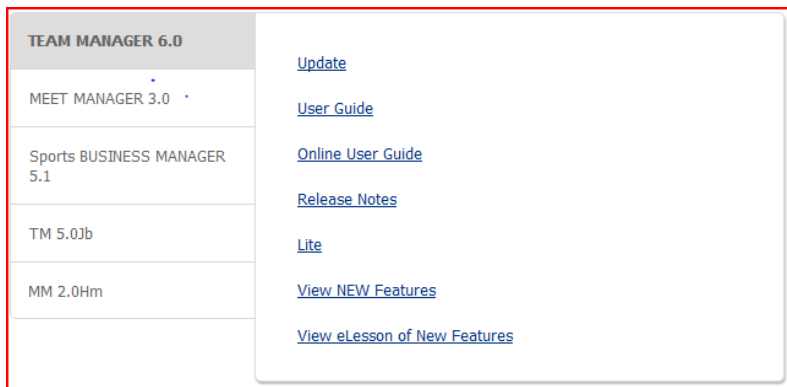 TEAM MANAGER 6.0
MEET MANAGER 3.0
Sports BUSINESS MANAGER
5.1
TM 5.0Jb
MM 2.0Hm
Update
User Guide
Online User Guide
Release Notes
Lite
View NEW Features
View eLesson of New Features